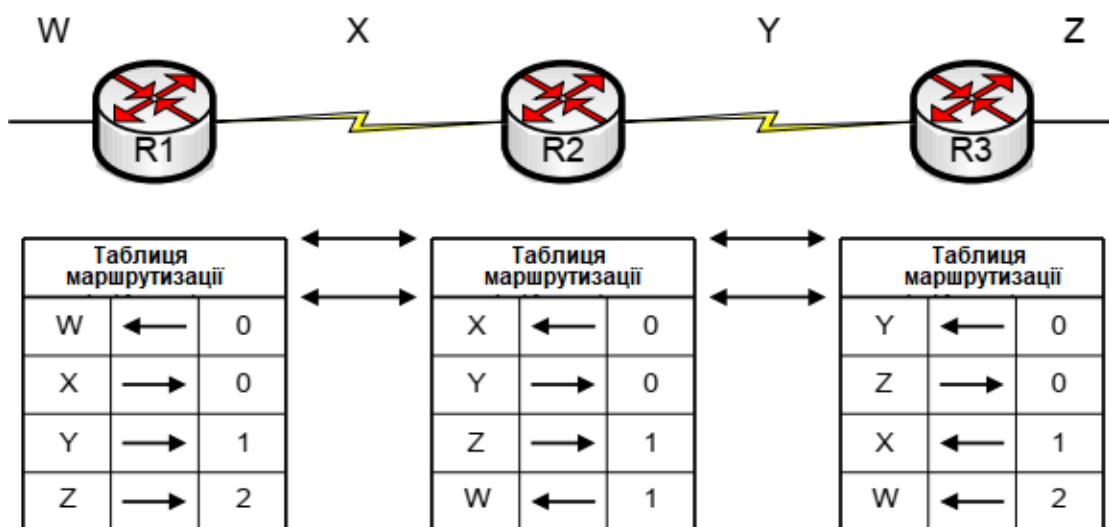 W X Y Z
R1 R2 R3
Таблиця
маршрутизації
W 0
X 0
Y 1
Z 2
Таблиця
маршрутизації
X 0
Y 0
Z 1
W 1
Таблиця
маршрутизації
Y 0
Z 0
X 1
W 2